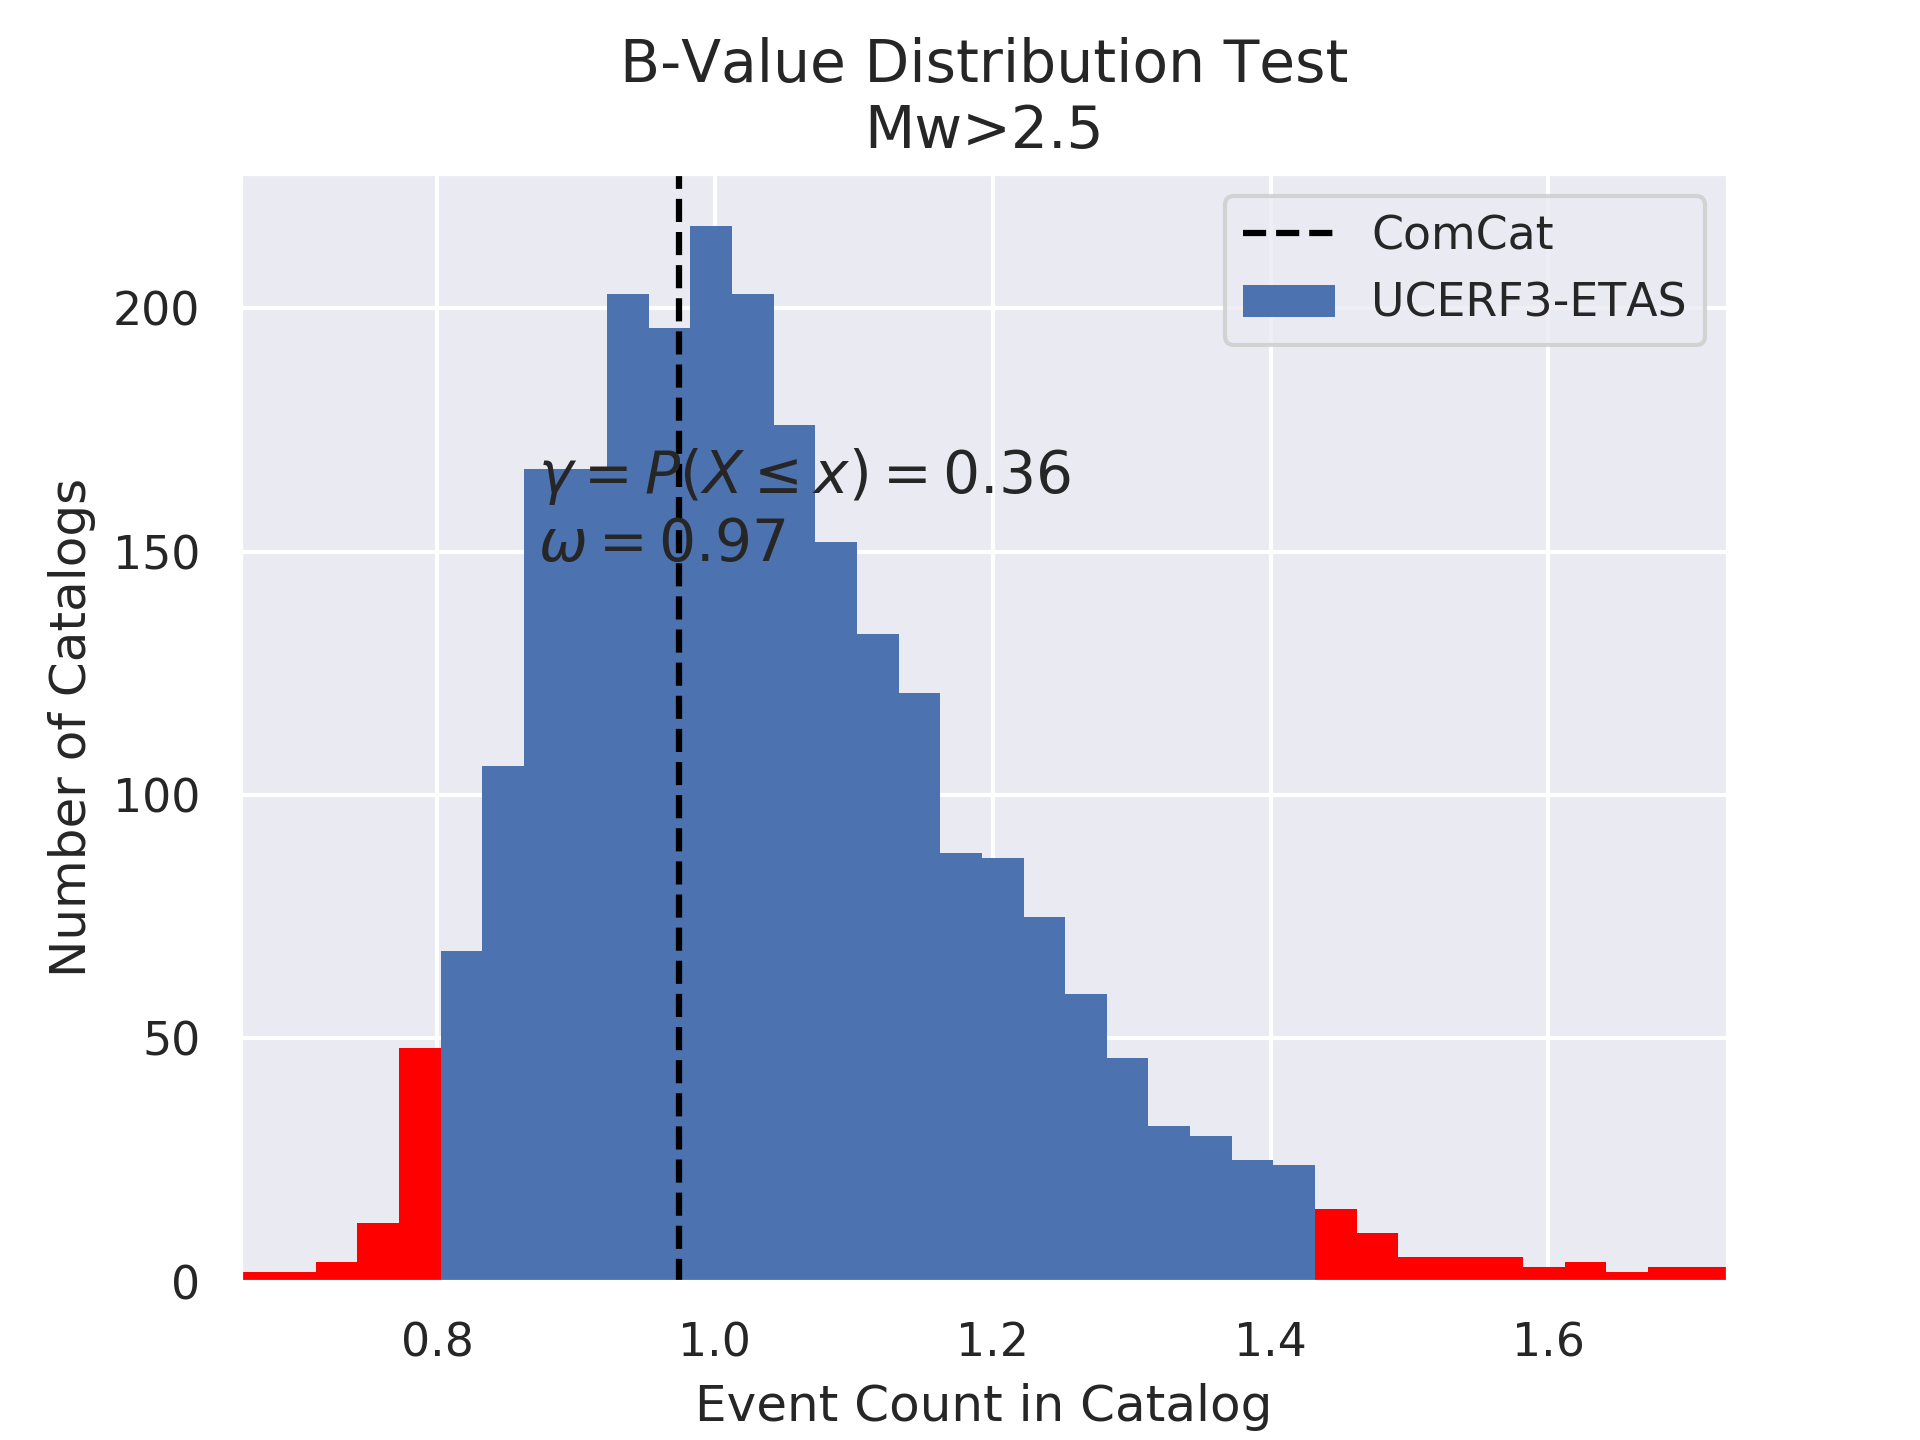 B-Value Distribution Test
Mw>2.5
ComCat
UCERF3-ETAS
γ = P(X ≤ x) = 0.36
ω = 0.97
Number of Catalogs
200
150
100
50
0
0.8 1.0 1.2 1.4 1.6
Event Count in Catalog